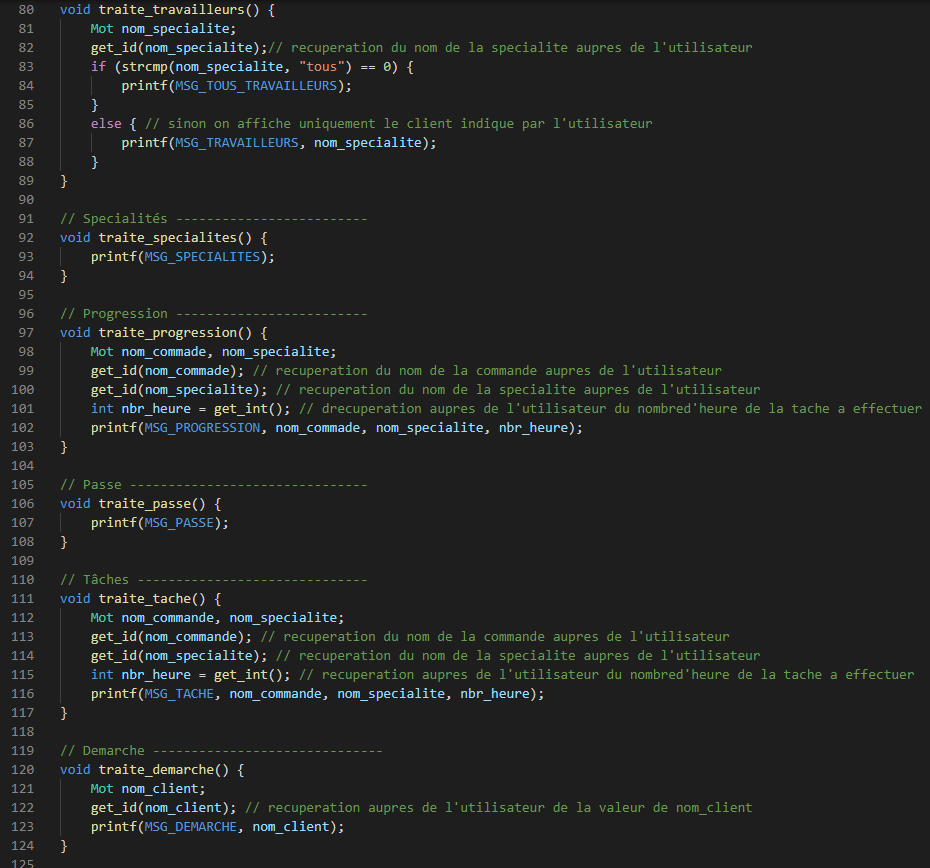 80 void traite_travailleurs() {
81 Mot nom_specialite;
82 get_id(nom_specialite);// recuperation du nom de la specialite aupres de l'utilisateur
83 if (strcmp(nom_specialite, "tous") == 0) {
84 printf(MSG_TOUS_TRAVAILLEURS);
85 }
86 else { // sinon on affiche uniquement le client indique par l'utilisateur
87 printf(MSG_TRAVAILLEURS, nom_specialite);
88 }
89 }
90
91 // Specialités -------------------------
92 void traite_specialites() {
93 printf(MSG_SPECIALITES);
94 }
95
96 // Progression -------------------------
97 void traite_progression() {
98 Mot nom_commade, nom_specialite;
99 get_id(nom_commade); // recuperation du nom de la commande aupres de l'utilisateur
100 get_id(nom_specialite); // recuperation du nom de la specialite aupres de l'utilisateur
101 int nbr_heure = get_int(); // drecuperation aupres de l'utilisateur du nombred'heure de la tache a effectuer
102 printf(MSG_PROGRESSION, nom_commade, nom_specialite, nbr_heure);
103 }
104
105 // Passe -------------------------------
106 void traite_passe() {
107 printf(MSG_PASSE);
108 }
109
110 // Tâches ------------------------------
111 void traite_tache() {
112 Mot nom_commande, nom_specialite;
113 get_id(nom_commande); // recuperation du nom de la commande aupres de l'utilisateur
114 get_id(nom_specialite); // recuperation du nom de la specialite aupres de l'utilisateur
115 int nbr_heure = get_int(); // recuperation aupres de l'utilisateur du nombred'heure de la tache a effectuer
116 printf(MSG_TACHE, nom_commande, nom_specialite, nbr_heure);
117 }
118
119 // Demarche ------------------------------
120 void traite_demarche() {
121 Mot nom_client;
122 get_id(nom_client); // recuperation aupres de l'utilisateur de la valeur de nom_client
123 printf(MSG_DEMARCHE, nom_client);
124 }
125